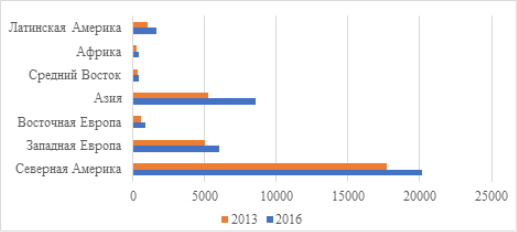 Латинская Америка
Африка
Средний Восток
Азия
Восточная Европа
Западная Европа
Северная Америка
0 5000 10000 15000 20000 25000
2013 2016